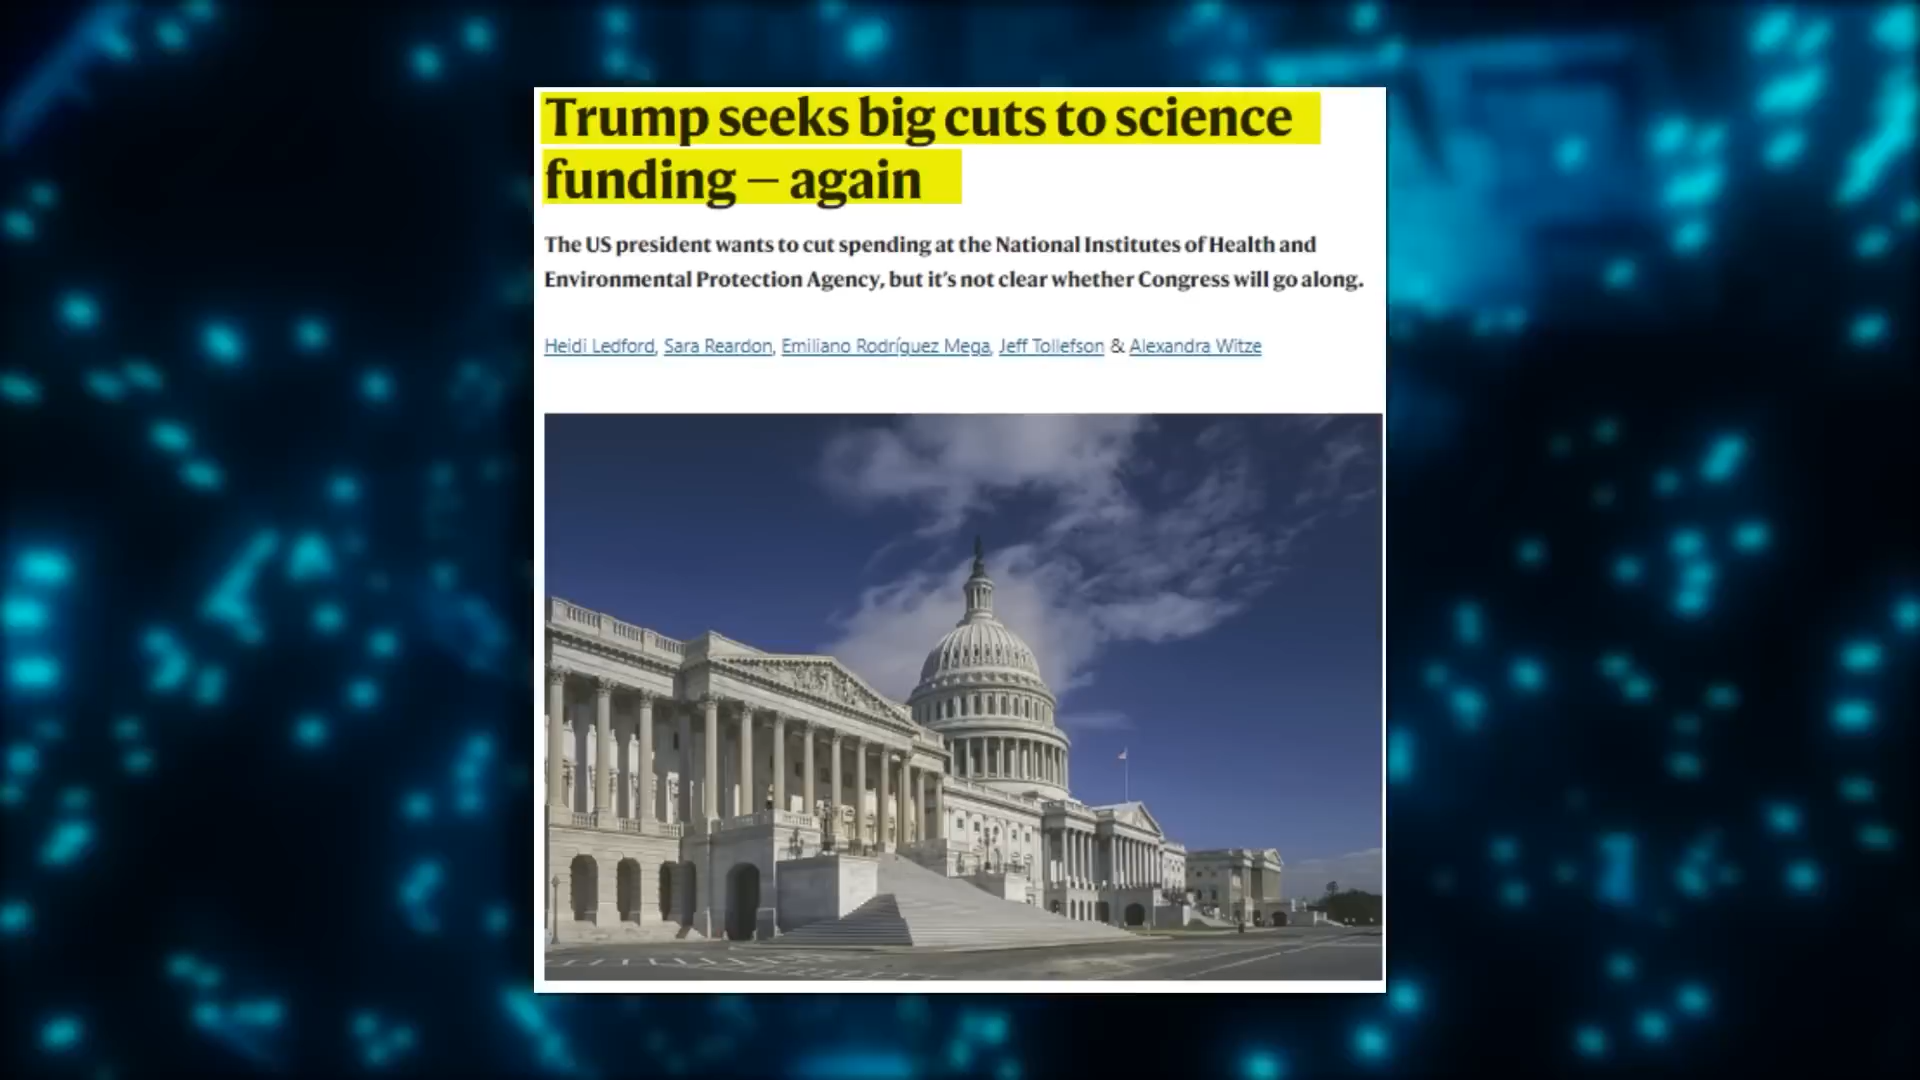 Trump seeks big cuts to science
funding — again
The US president wants to cut spending at the National Institutes of Health and
Environmental Protection Agency, but it’s not clear whether Congress will go along.
Heidi Ledford, Sara Reardon, Emiliano Rodríguez Mega, Jeff Tollefson & Alexandra Witze